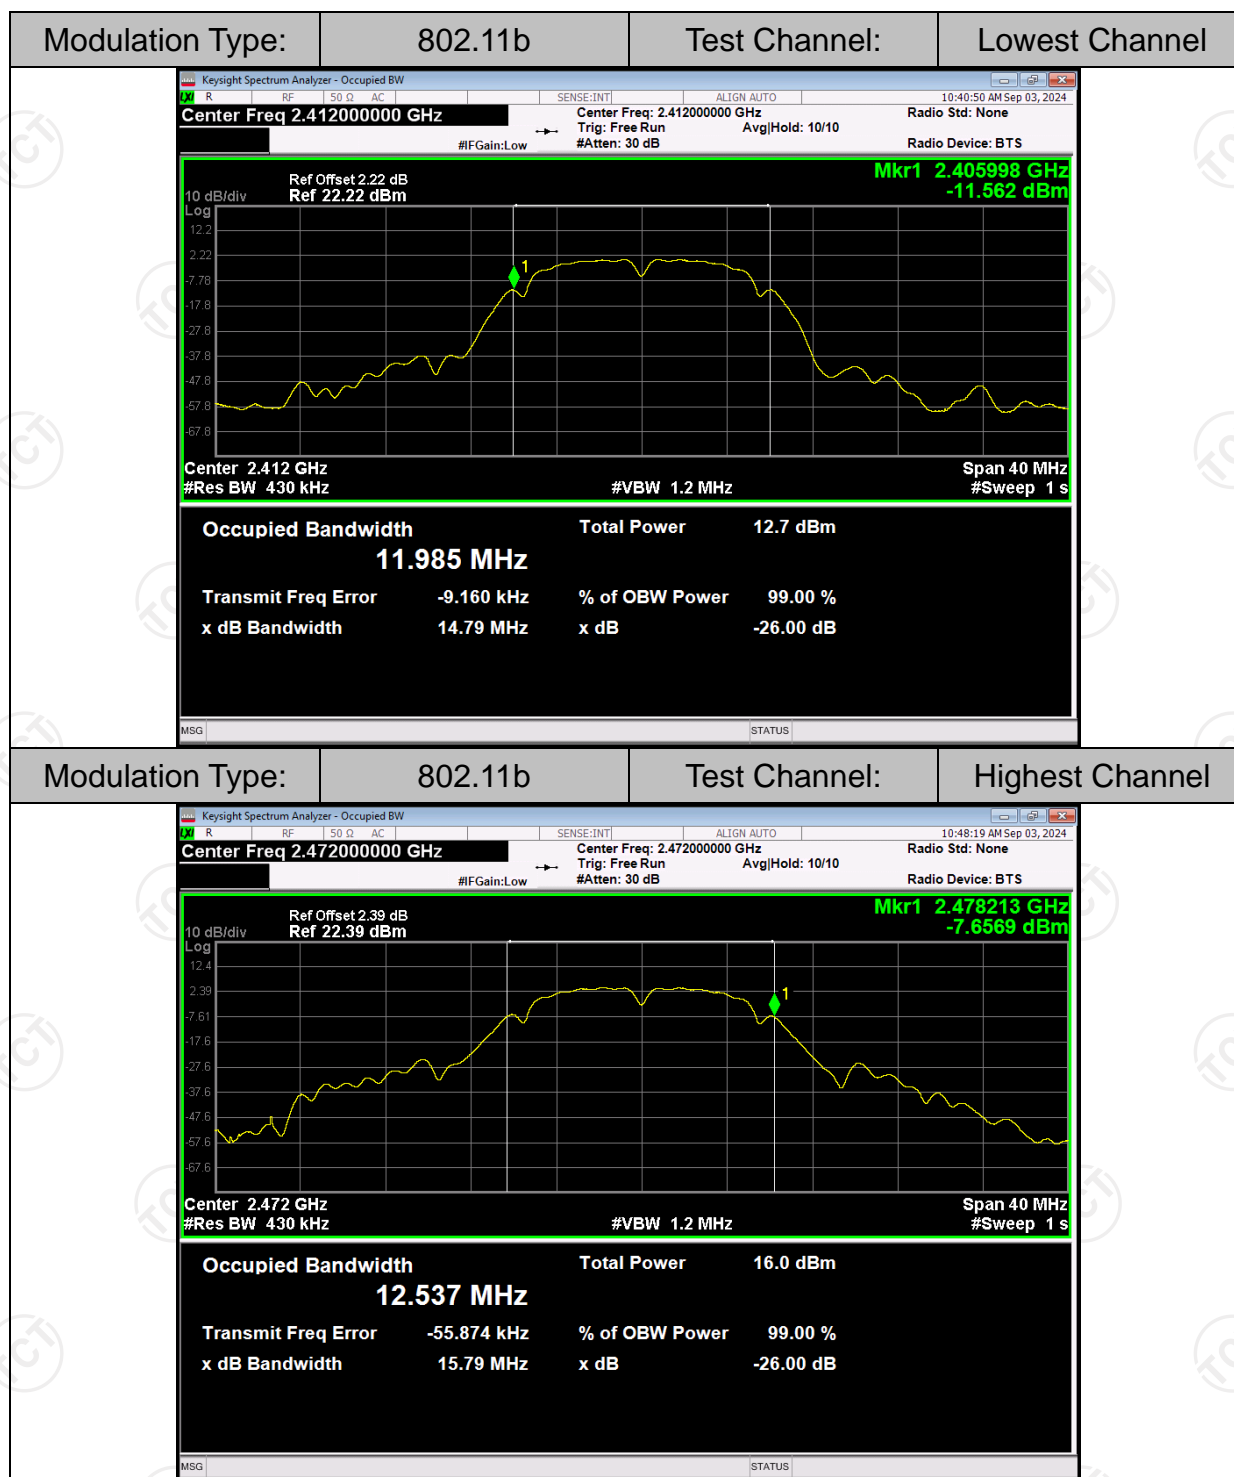 Modulation Type: 802.11b Test Channel: Lowest Channel
Keysight Spectrum Analyzer - Occupied BW
LXI R RF 50 Ω AC SENSE:INT ALIGN AUTO 10:40:50 AM Sep 03, 2024
Center Freq 2.412000000 GHz Center Freq: 2.412000000 GHz Radio Std: None
Trig: Free Run Avg|Hold: 10/10
#IFGain:Low #Atten: 30 dB Radio Device: BTS
Mkr1 2.405998 GHz
Ref Offset 2.22 dB
10 dB/div Ref 22.22 dBm -11.562 dBm
Log
12.2
2.22
1
-7.78
-17.8
-27.8
-37.8
-47.8
-57.8
-67.8
Center 2.412 GHz Span 40 MHz
#Res BW 430 kHz #VBW 1.2 MHz #Sweep 1 s
Occupied Bandwidth Total Power 12.7 dBm
11.985 MHz
Transmit Freq Error -9.160 kHz % of OBW Power 99.00 %
x dB Bandwidth 14.79 MHz x dB -26.00 dB
MSG STATUS
Modulation Type: 802.11b Test Channel: Highest Channel
Keysight Spectrum Analyzer - Occupied BW
LXI R RF 50 Ω AC SENSE:INT ALIGN AUTO 10:48:19 AM Sep 03, 2024
Center Freq 2.472000000 GHz Center Freq: 2.472000000 GHz Radio Std: None
Trig: Free Run Avg|Hold: 10/10
#IFGain:Low #Atten: 30 dB Radio Device: BTS
Mkr1 2.478213 GHz
Ref Offset 2.39 dB
10 dB/div Ref 22.39 dBm -7.6569 dBm
Log
12.4
2.39
1
-7.61
-17.6
-27.6
-37.6
-47.6
-57.6
-67.6
Center 2.472 GHz Span 40 MHz
#Res BW 430 kHz #VBW 1.2 MHz #Sweep 1 s
Occupied Bandwidth Total Power 16.0 dBm
12.537 MHz
Transmit Freq Error -55.874 kHz % of OBW Power 99.00 %
x dB Bandwidth 15.79 MHz x dB -26.00 dB
MSG STATUS